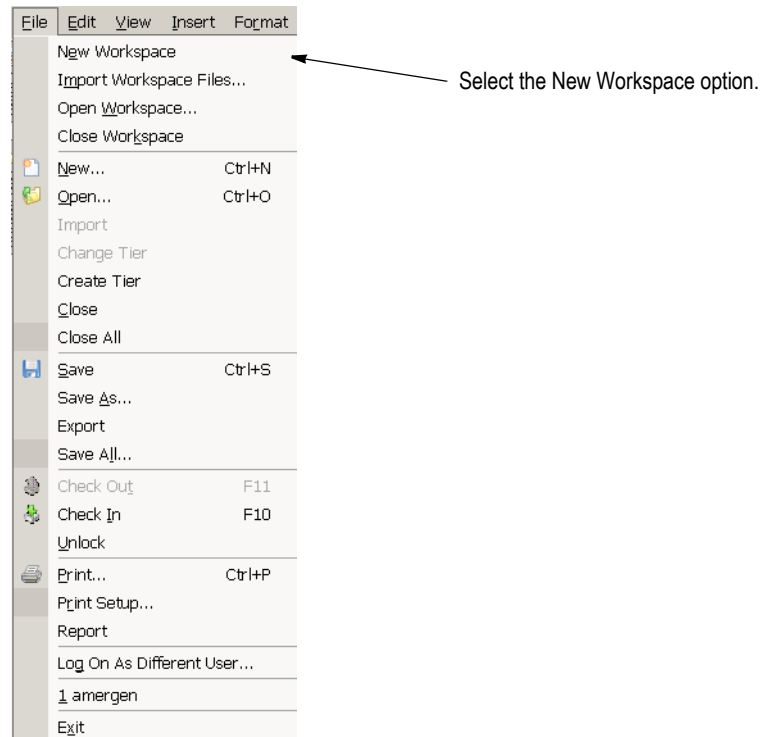 File Edit View Insert Format
New Workspace
Select the New Workspace option.
Import Workspace Files...
Open Workspace...
Close Workspace
New... Ctrl+N
Open... Ctrl+O
Import
Change Tier
Create Tier
Close
Close All
Save Ctrl+S
Save As...
Export
Save All...
Check Out F11
Check In F10
Unlock
Print... Ctrl+P
Print Setup...
Report
Log On As Different User...
1 amergen
Exit